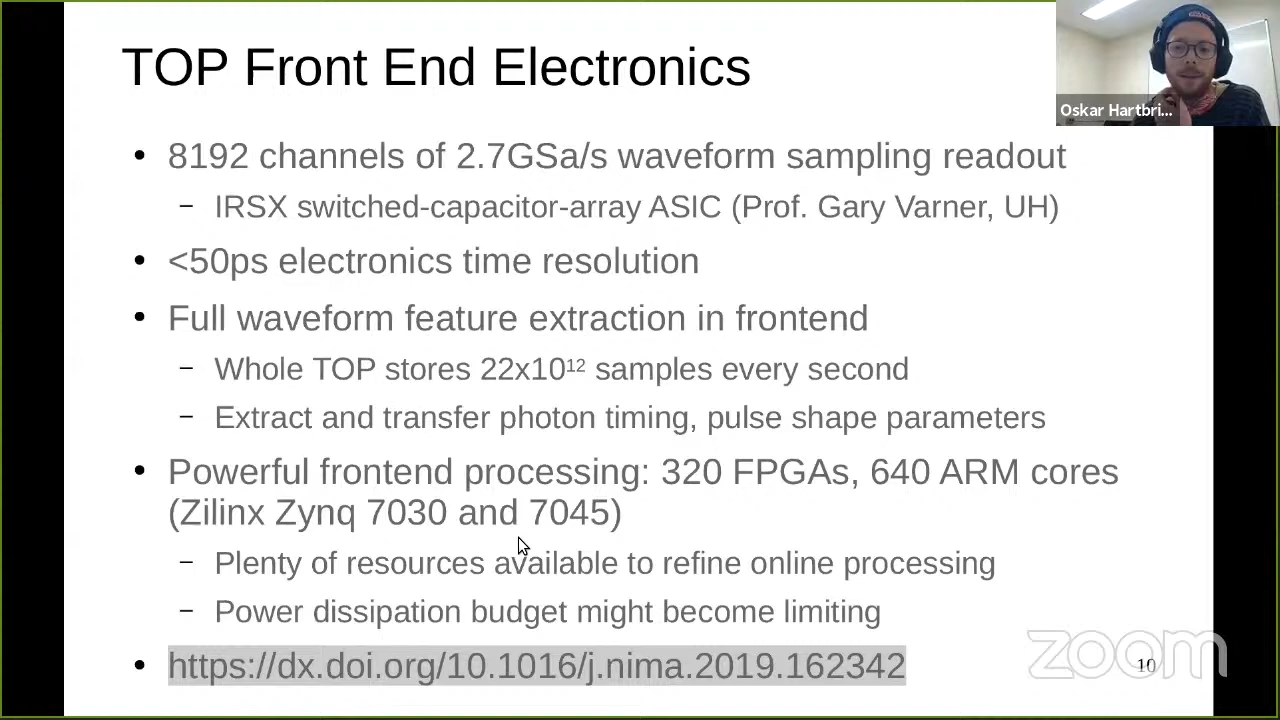 TOP Front End Electronics
Oskar Hartbri...
• 8192 channels of 2.7GSa/s waveform sampling readout
– IRSX switched-capacitor-array ASIC (Prof. Gary Varner, UH)
• <50ps electronics time resolution
• Full waveform feature extraction in frontend
– Whole TOP stores 22x10¹² samples every second
– Extract and transfer photon timing, pulse shape parameters
• Powerful frontend processing: 320 FPGAs, 640 ARM cores
(Zilinx Zynq 7030 and 7045)
– Plenty of resources available to refine online processing
– Power dissipation budget might become limiting
• https://dx.doi.org/10.1016/j.nima.2019.162342
zoom
10